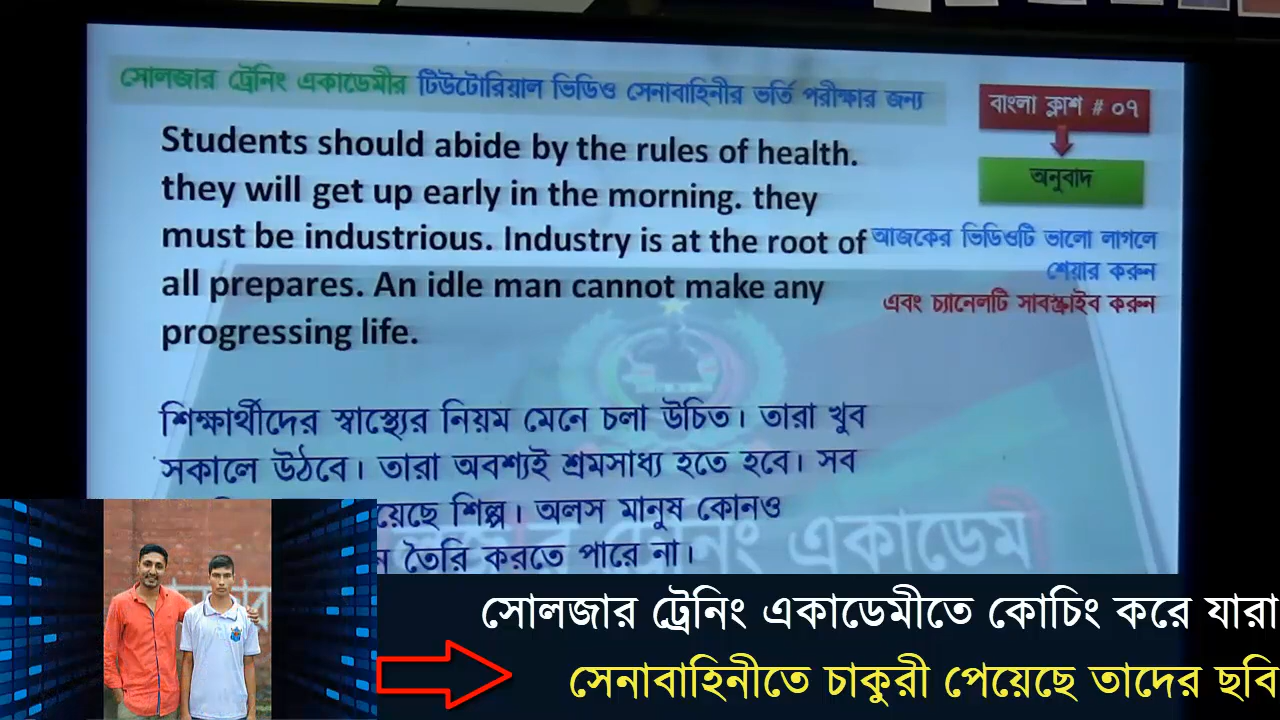 সোলজার ট্রেনিং একাডেমীর টিউটোরিয়াল ভিডিও সেনাবাহিনীর ভর্তি পরীক্ষার জন্য
বাংলা ক্লাশ # ০৭
অনুবাদ
Students should abide by the rules of health.
they will get up early in the morning. they
must be industrious. Industry is at the root of
all prepares. An idle man cannot make any
progressing life.
আজকের ভিডিওটি ভালো লাগলে
শেয়ার করুন
এবং চ্যানেলটি সাবস্ক্রাইব করুন
শিক্ষার্থীদের স্বাস্থ্যের নিয়ম মেনে চলা উচিত। তারা খুব
সকালে উঠবে। তারা অবশ্যই শ্রমসাধ্য হতে হবে। সব
শিল্প। অলস মানুষ কোনও
তৈরি করতে পারে না।
একাডেমী
সোলজার ট্রেনিং একাডেমীতে কোচিং করে যারা
সেনাবাহিনীতে চাকুরী পেয়েছে তাদের ছবি